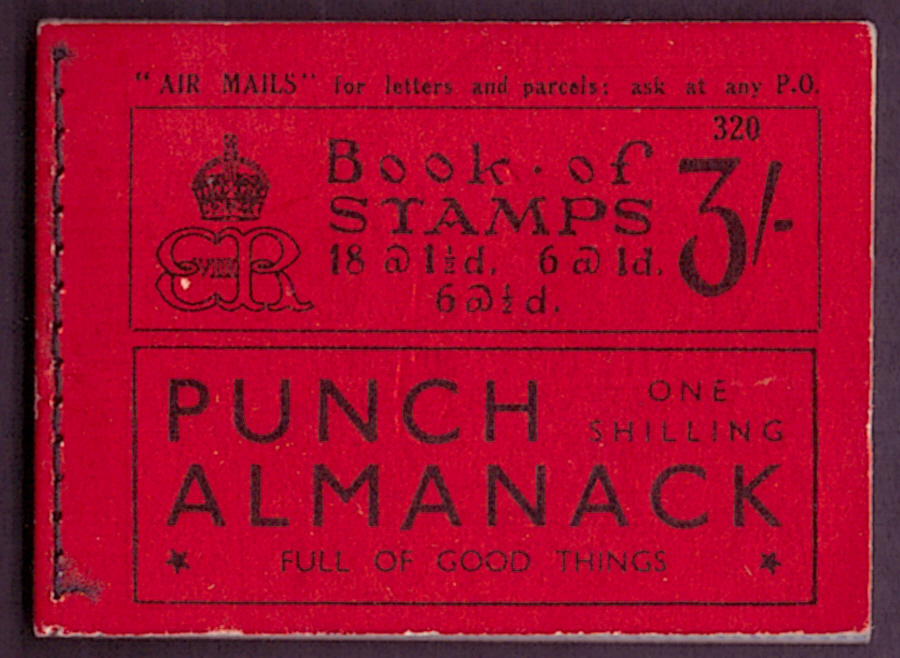 "AIR MAILS" for letters and parcels: ask at any P.O.
320
Book · of
STAMPS
3/-
18 @ 1½d. 6 @ 1d.
6 @ ½d.
E VIII R
PUNCH
ONE
SHILLING
ALMANACK
★ FULL OF GOOD THINGS ★